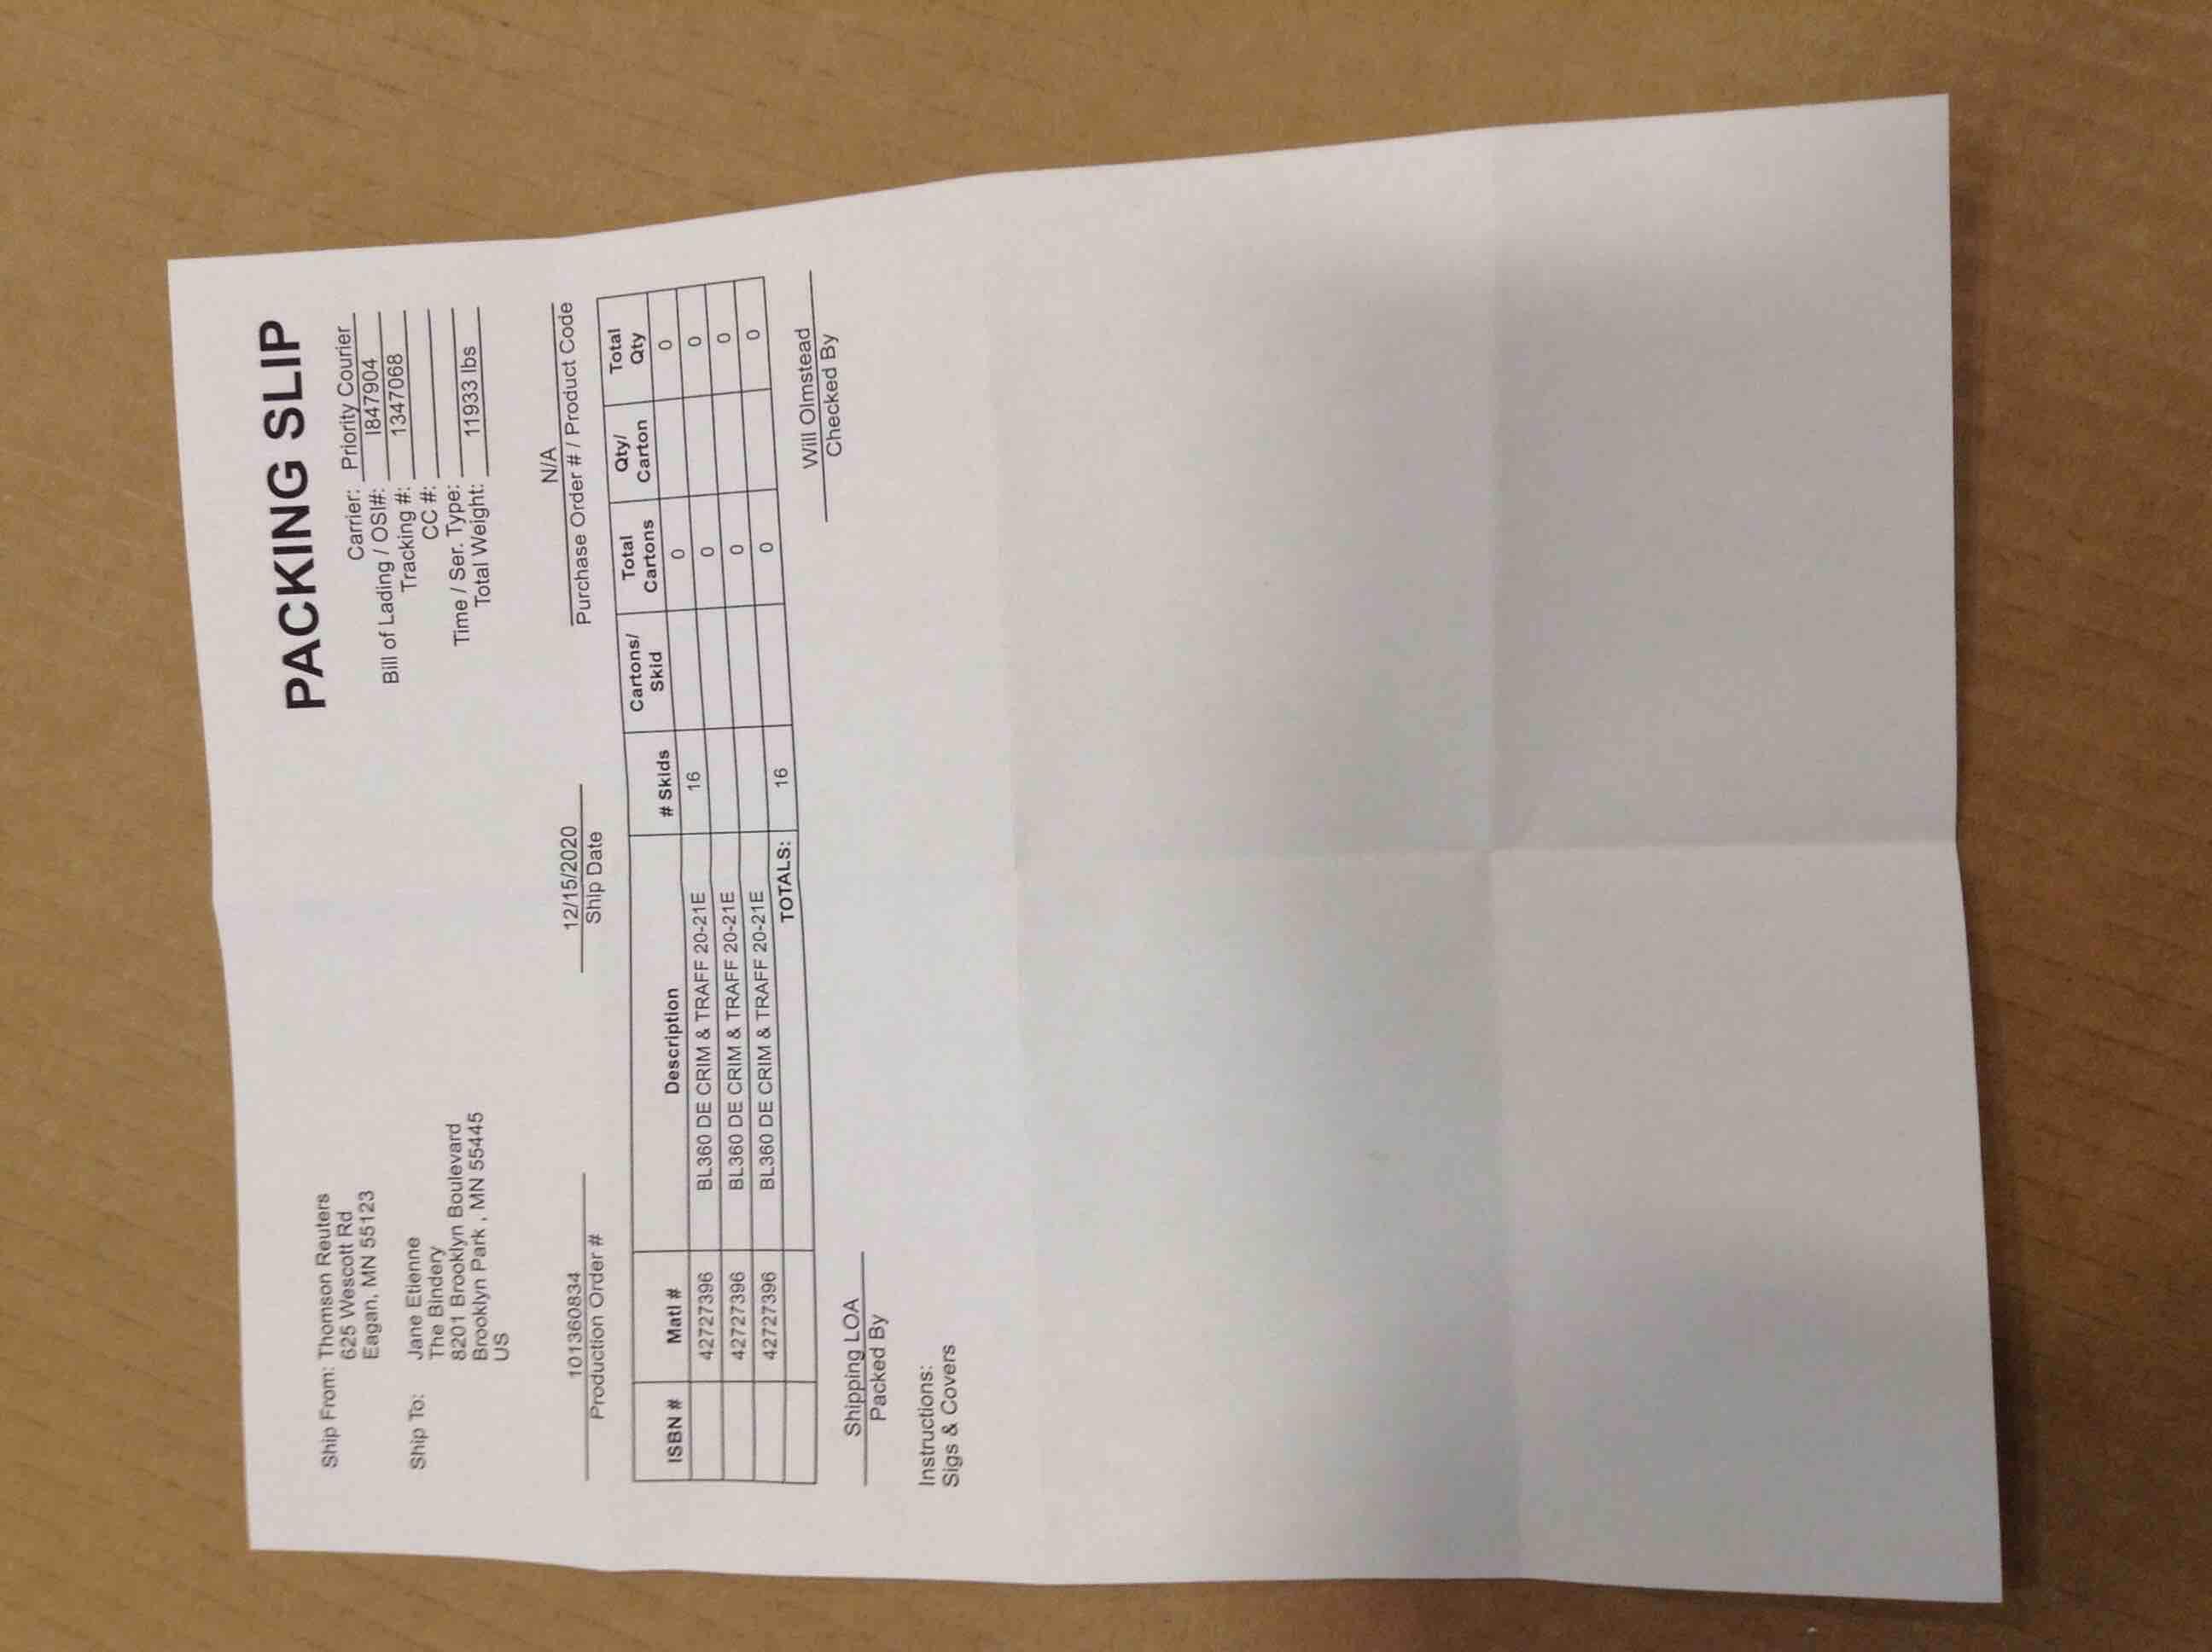 PACKING SLIP
Ship From: Thomson Reuters
625 Wescott Rd
Eagan, MN 55123
Carrier: Priority Courier
Bill of Lading / OSI#: I847904
Tracking #: 1347068
CC #:
Time / Ser. Type:
Total Weight: 11933 lbs
Ship To: Jane Etienne
The Bindery
8201 Brooklyn Boulevard
Brooklyn Park , MN 55445
US
101360834 12/15/2020 N/A
Production Order # Ship Date Purchase Order # / Product Code
ISBN # Matl # Description # Skids Cartons/ Skid Total Cartons Qty/ Carton Total Qty
42727396 BL360 DE CRIM & TRAFF 20-21E 16 0 0
42727396 BL360 DE CRIM & TRAFF 20-21E 0 0
42727396 BL360 DE CRIM & TRAFF 20-21E 0 0
TOTALS: 16 0 0
Shipping LOA Will Olmstead
Packed By Checked By
Instructions:
Sigs & Covers